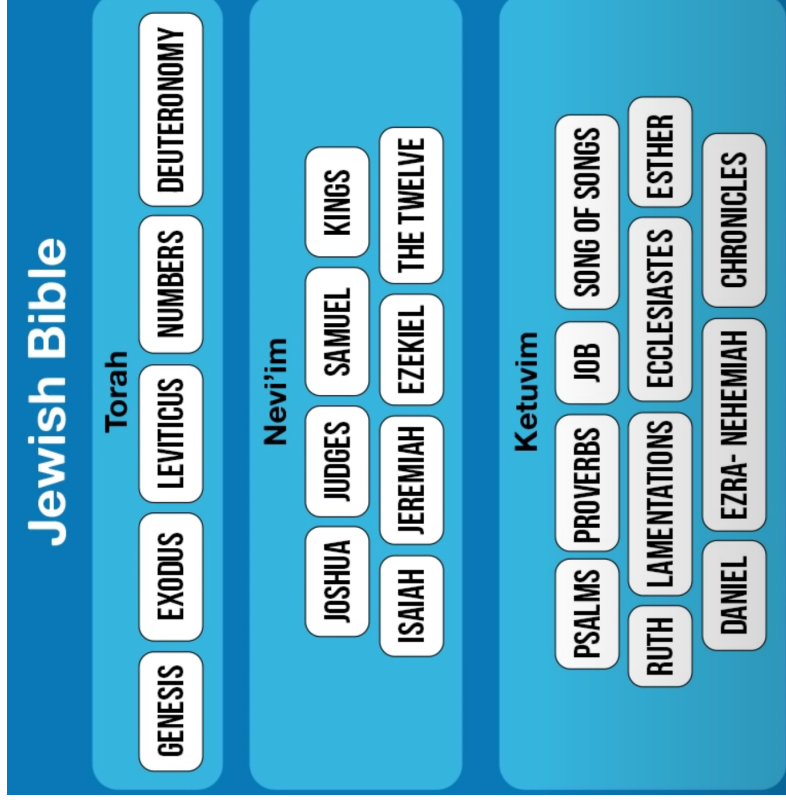 Jewish Bible
Torah
GENESIS EXODUS LEVITICUS NUMBERS DEUTERONOMY
Nevi'im
JOSHUA JUDGES SAMUEL KINGS
ISAIAH JEREMIAH EZEKIEL THE TWELVE
Ketuvim
PSALMS PROVERBS JOB SONG OF SONGS
RUTH LAMENTATIONS ECCLESIASTES ESTHER
DANIEL EZRA- NEHEMIAH CHRONICLES